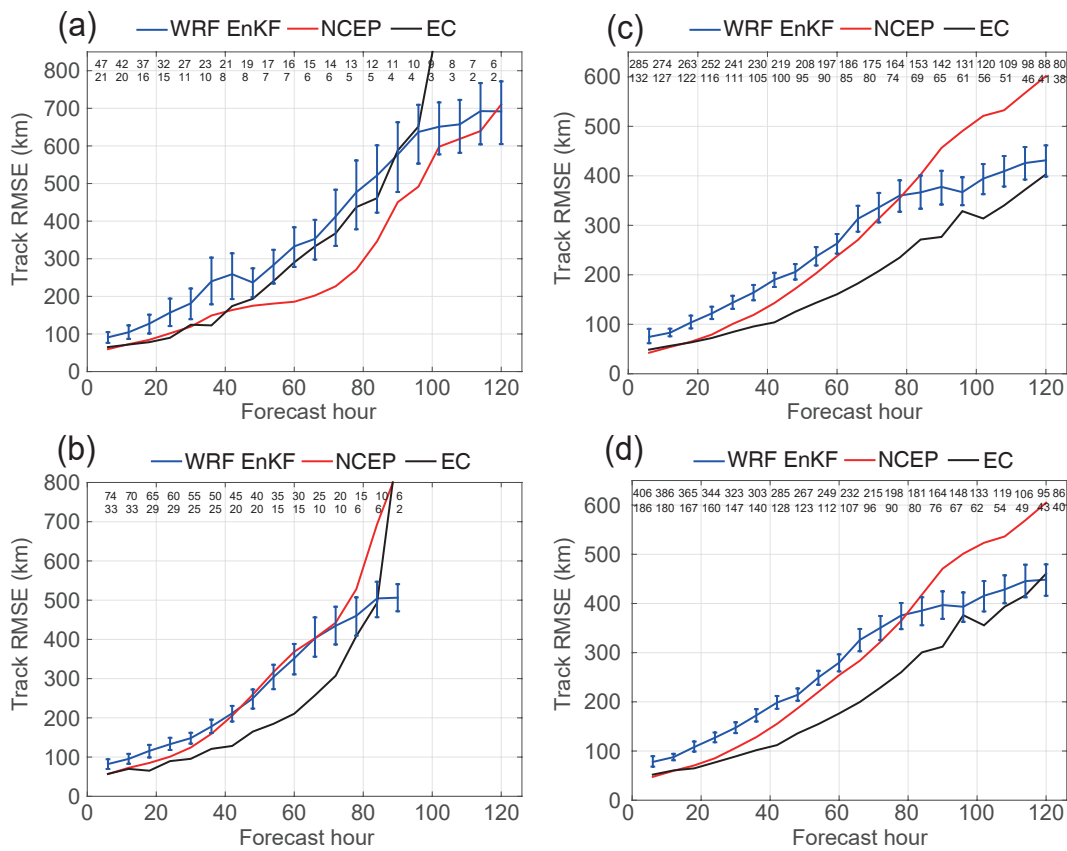 (a)
WRF EnKF NCEP EC
800
700
600
500
400
300
200
100
0
47 42 37 32 27 23 21 19 17 16 15 14 13 12 11 10 9 8 7 6
21 20 16 15 11 10 8 8 7 7 6 6 5 5 4 4 3 3 2 2
Track RMSE (km)
0 20 40 60 80 100 120
Forecast hour
(c)
WRF EnKF NCEP EC
600
500
400
300
200
100
0
285 274 263 252 241 230 219 208 197 186 175 164 153 142 131 120 109 98 88 80
132 127 122 116 111 105 100 95 90 85 80 74 69 65 61 56 51 46 41 38
Track RMSE (km)
0 20 40 60 80 100 120
Forecast hour
(b)
WRF EnKF NCEP EC
800
700
600
500
400
300
200
100
0
74 70 65 60 55 50 45 40 35 30 25 20 15 10 6
33 33 29 29 25 25 20 20 15 15 10 10 6 6 2
Track RMSE (km)
0 20 40 60 80 100 120
Forecast hour
(d)
WRF EnKF NCEP EC
600
500
400
300
200
100
0
406 386 365 344 323 303 285 267 249 232 215 198 181 164 148 133 119 106 95 86
186 180 167 160 147 140 128 123 112 107 96 90 80 76 67 62 54 49 43 40
Track RMSE (km)
0 20 40 60 80 100 120
Forecast hour